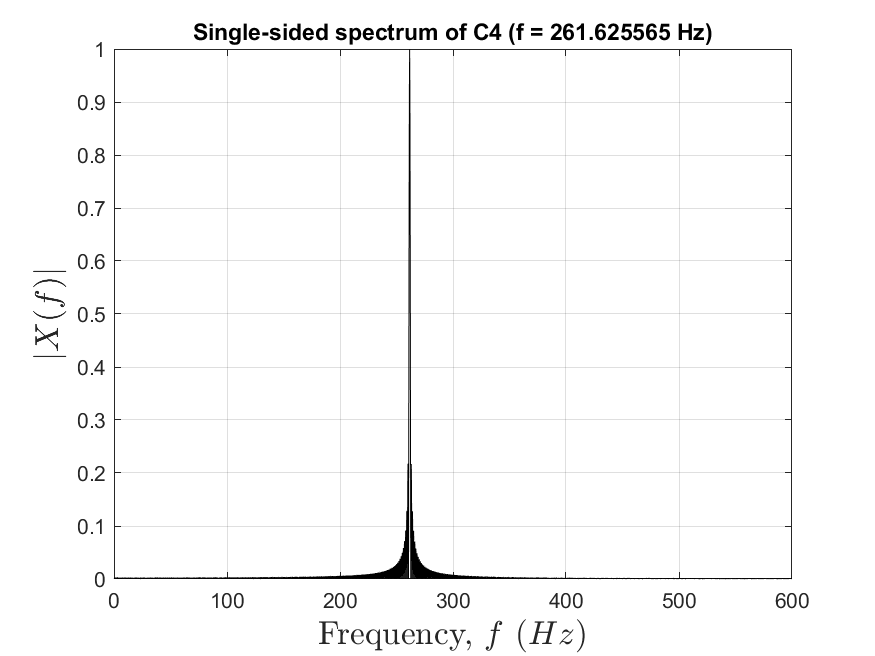 Single-sided spectrum of C4 (f = 261.625565 Hz)
|X(f)|
1
0.9
0.8
0.7
0.6
0.5
0.4
0.3
0.2
0.1
0
0 100 200 300 400 500 600
Frequency, f (Hz)